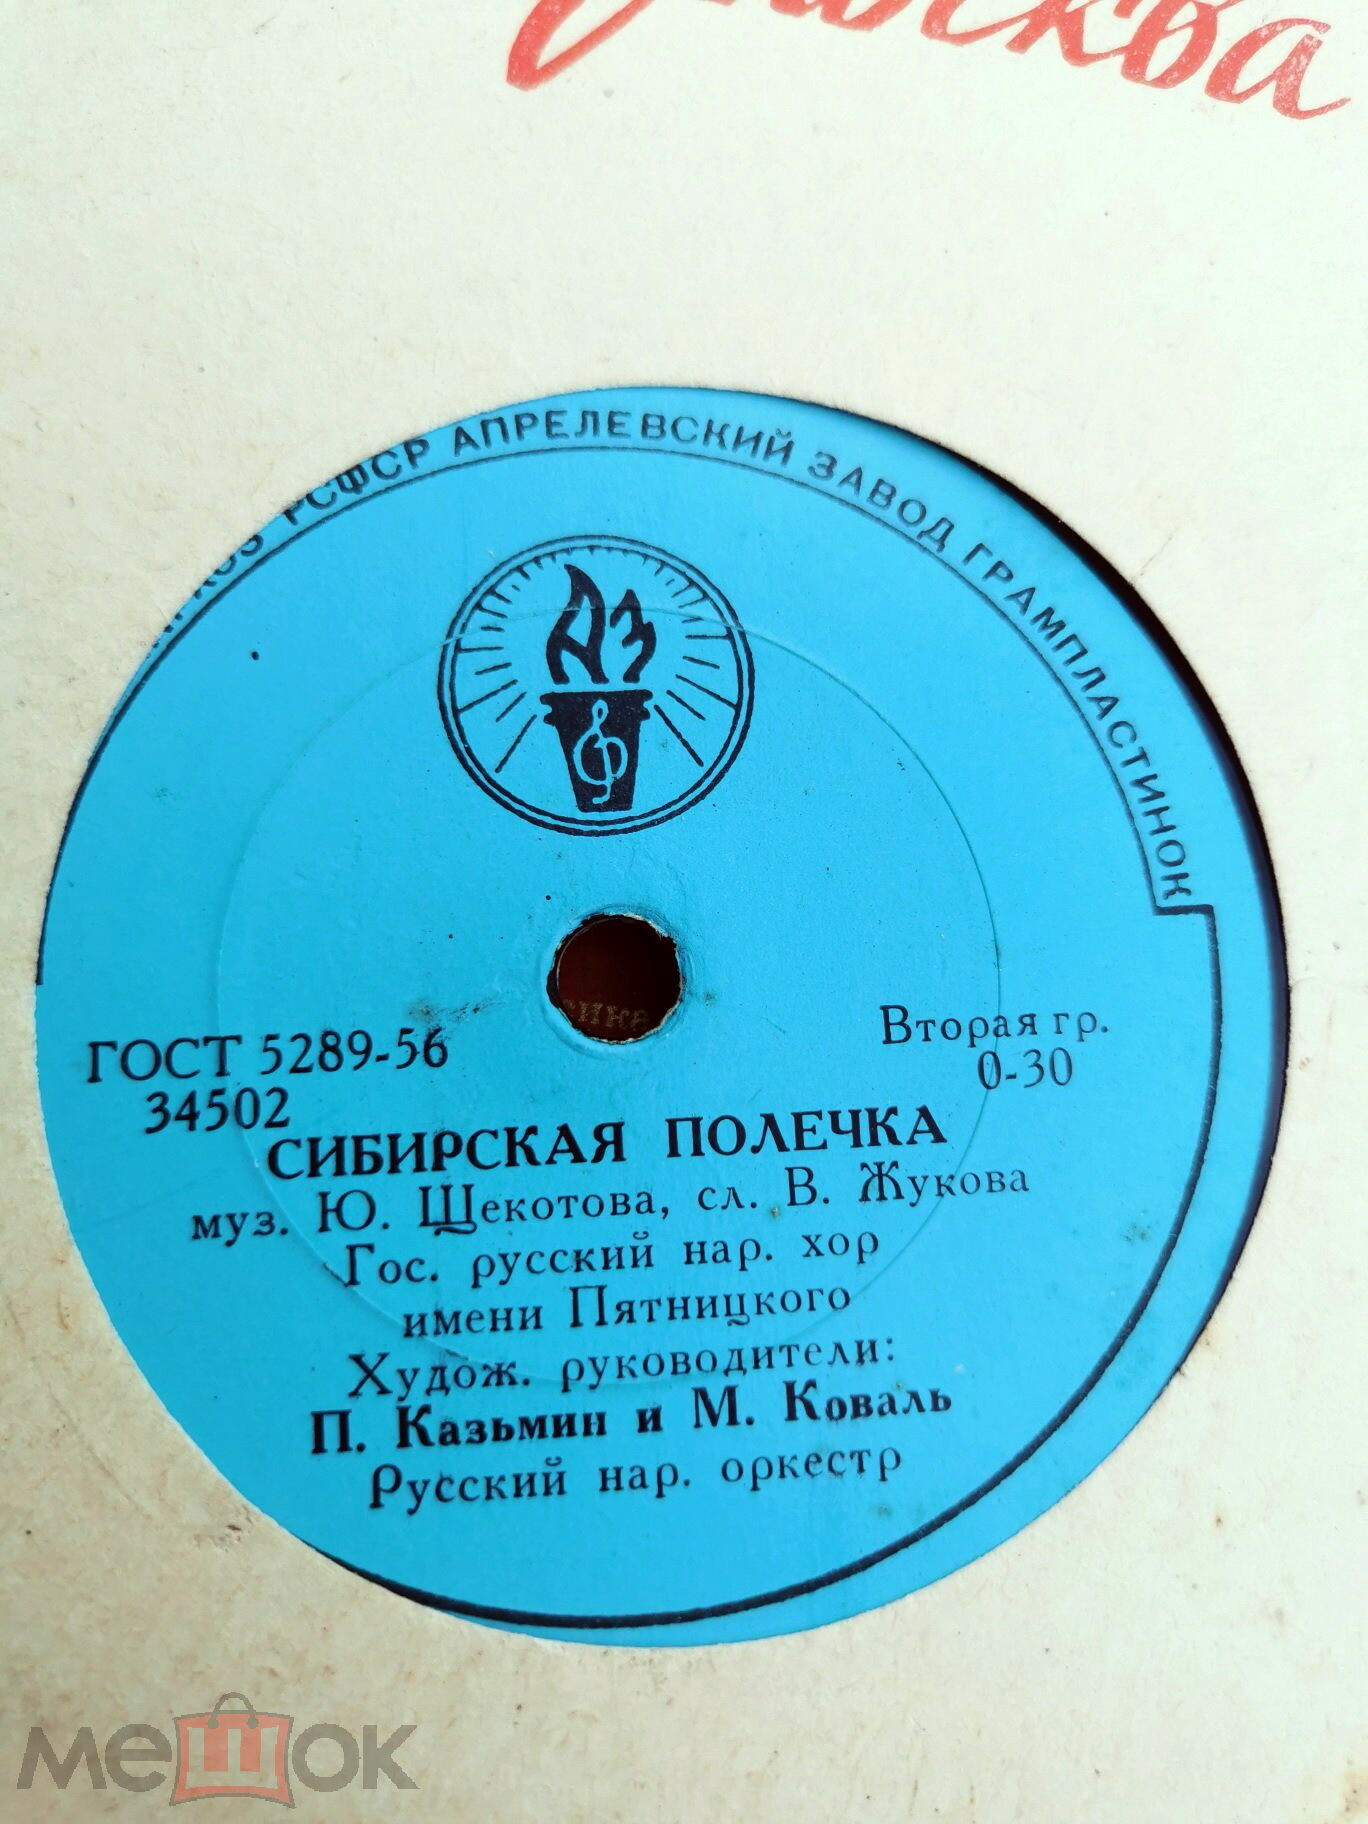 РСФСР АПРЕЛЕВСКИЙ ЗАВОД ГРАМПЛАСТИНОК
АЗ
ГОСТ 5289-56
34502
Вторая гр.
0-30
СИБИРСКАЯ ПОЛЕЧКА
муз. Ю. Щекотова, сл. В. Жукова
Гос. русский нар. хор
имени Пятницкого
Худож. руководители:
П. Казьмин и М. Коваль
Русский нар. оркестр
мешок